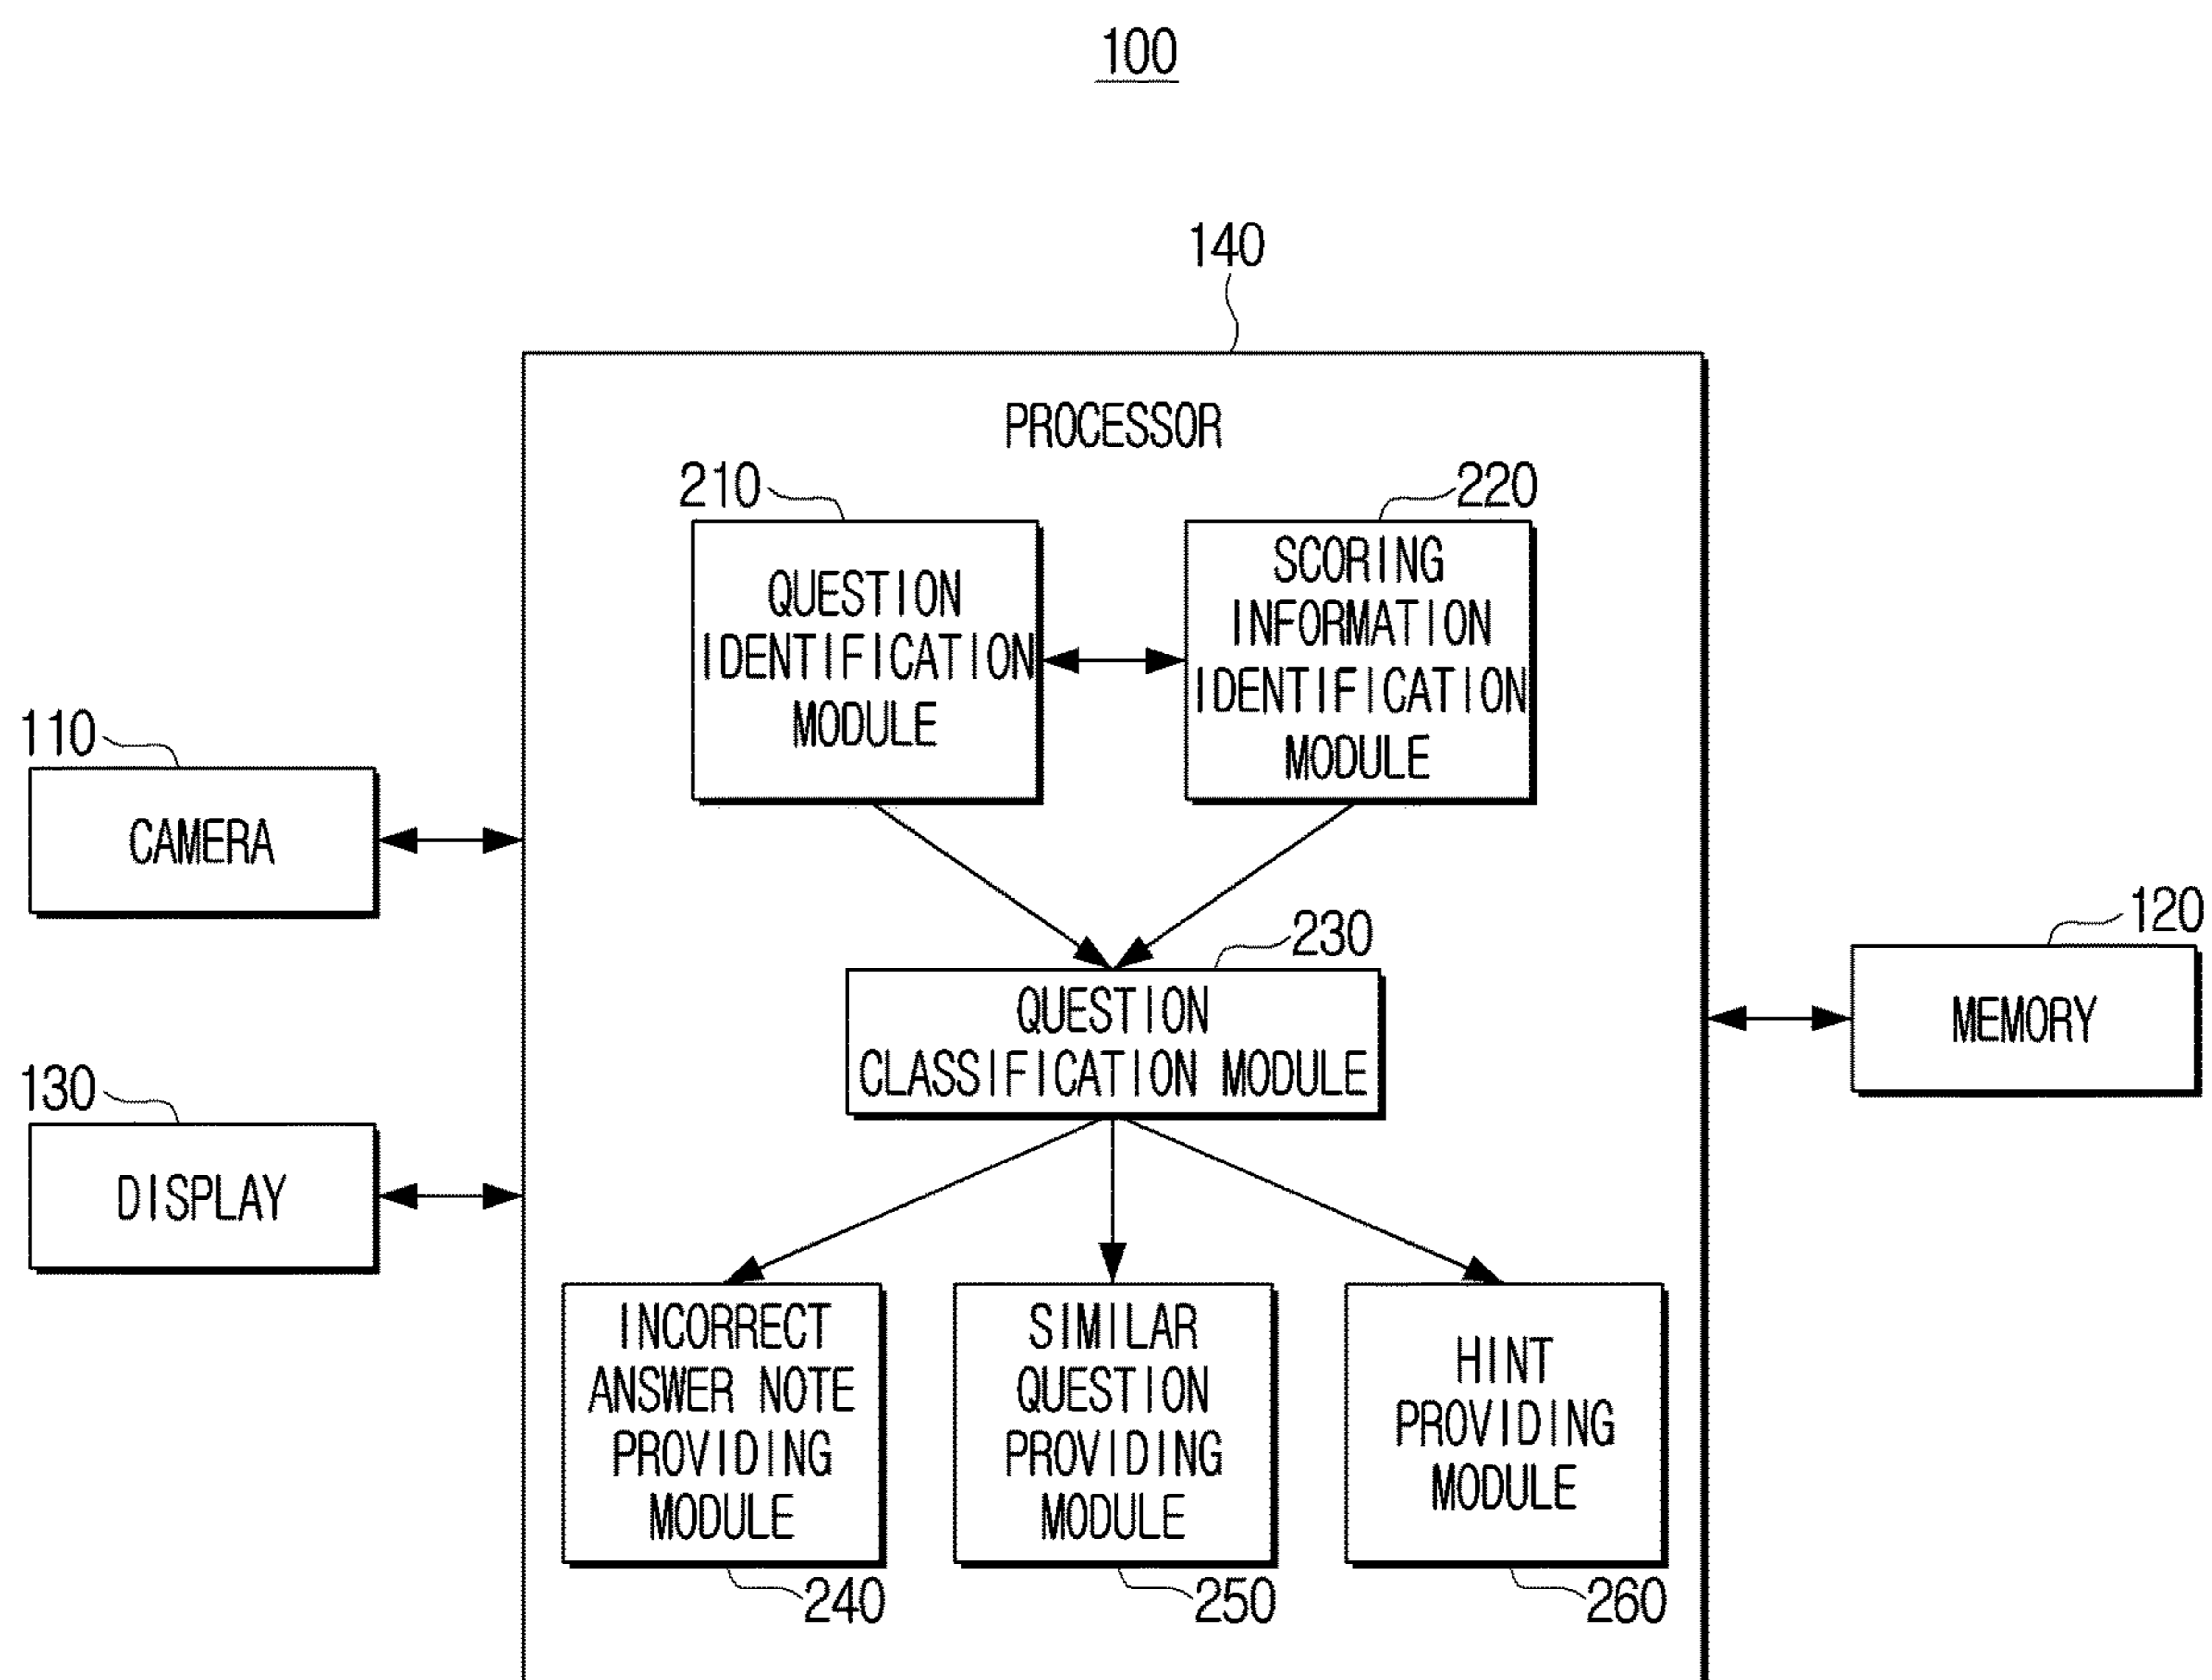 100
140
PROCESSOR
210
220
QUESTION
IDENTIFICATION
MODULE
SCORING
INFORMATION
IDENTIFICATION
MODULE
110
CAMERA
230
QUESTION
CLASSIFICATION MODULE
120
MEMORY
130
DISPLAY
INCORRECT
ANSWER NOTE
PROVIDING
MODULE
SIMILAR
QUESTION
PROVIDING
MODULE
HINT
PROVIDING
MODULE
240
250
260